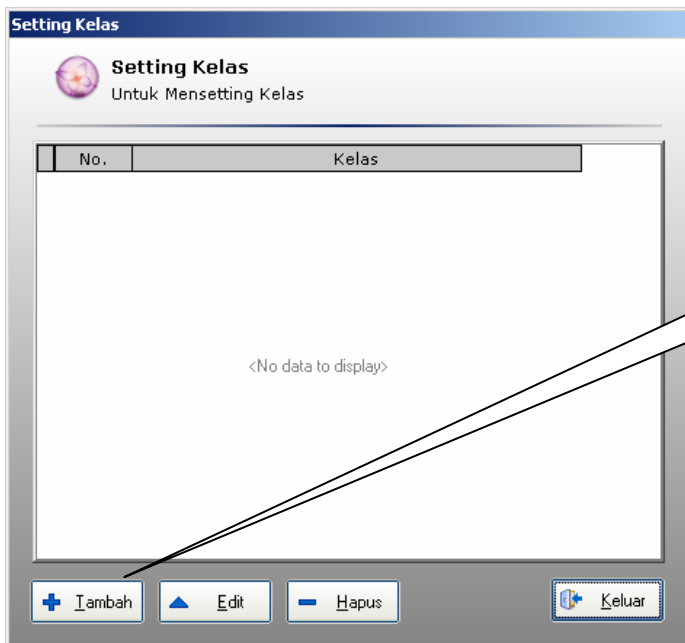 Setting Kelas
Setting Kelas
Untuk Mensetting Kelas
No. Kelas
<No data to display>
Tambah Edit Hapus Keluar